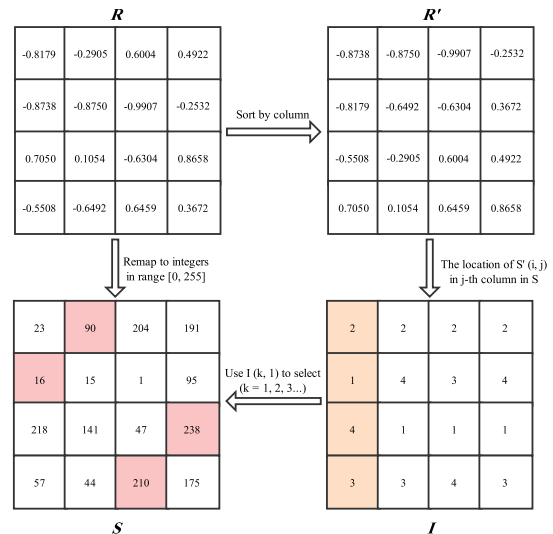 R
R'
-0.8179 -0.2905 0.6004 0.4922
-0.8738 -0.8750 -0.9907 -0.2532
0.7050 0.1054 -0.6304 0.8658
-0.5508 -0.6492 0.6459 0.3672
Sort by column
-0.8738 -0.8750 -0.9907 -0.2532
-0.8179 -0.6492 -0.6304 0.3672
-0.5508 -0.2905 0.6004 0.4922
0.7050 0.1054 0.6459 0.8658
Remap to integers
in range [0, 255]
The location of S' (i, j)
in j-th column in S
23 90 204 191
16 15 1 95
218 141 47 238
57 44 210 175
Use I (k, 1) to select
(k = 1, 2, 3...)
2 2 2 2
1 4 3 4
4 1 1 1
3 3 4 3
S
I